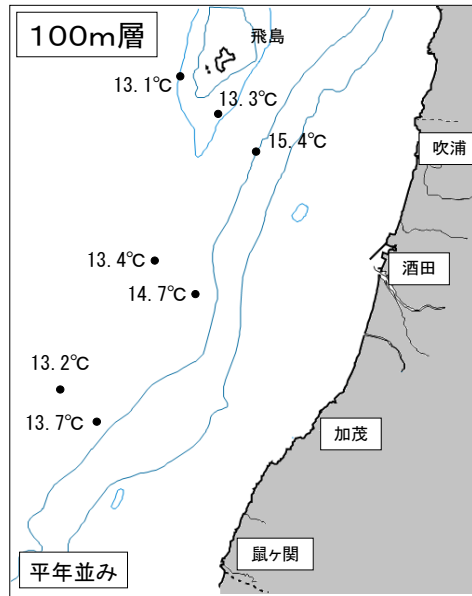 100m層
飛島
13.1℃
13.3℃
15.4℃
吹浦
13.4℃
酒田
14.7℃
13.2℃
13.7℃
加茂
鼠ヶ関
平年並み